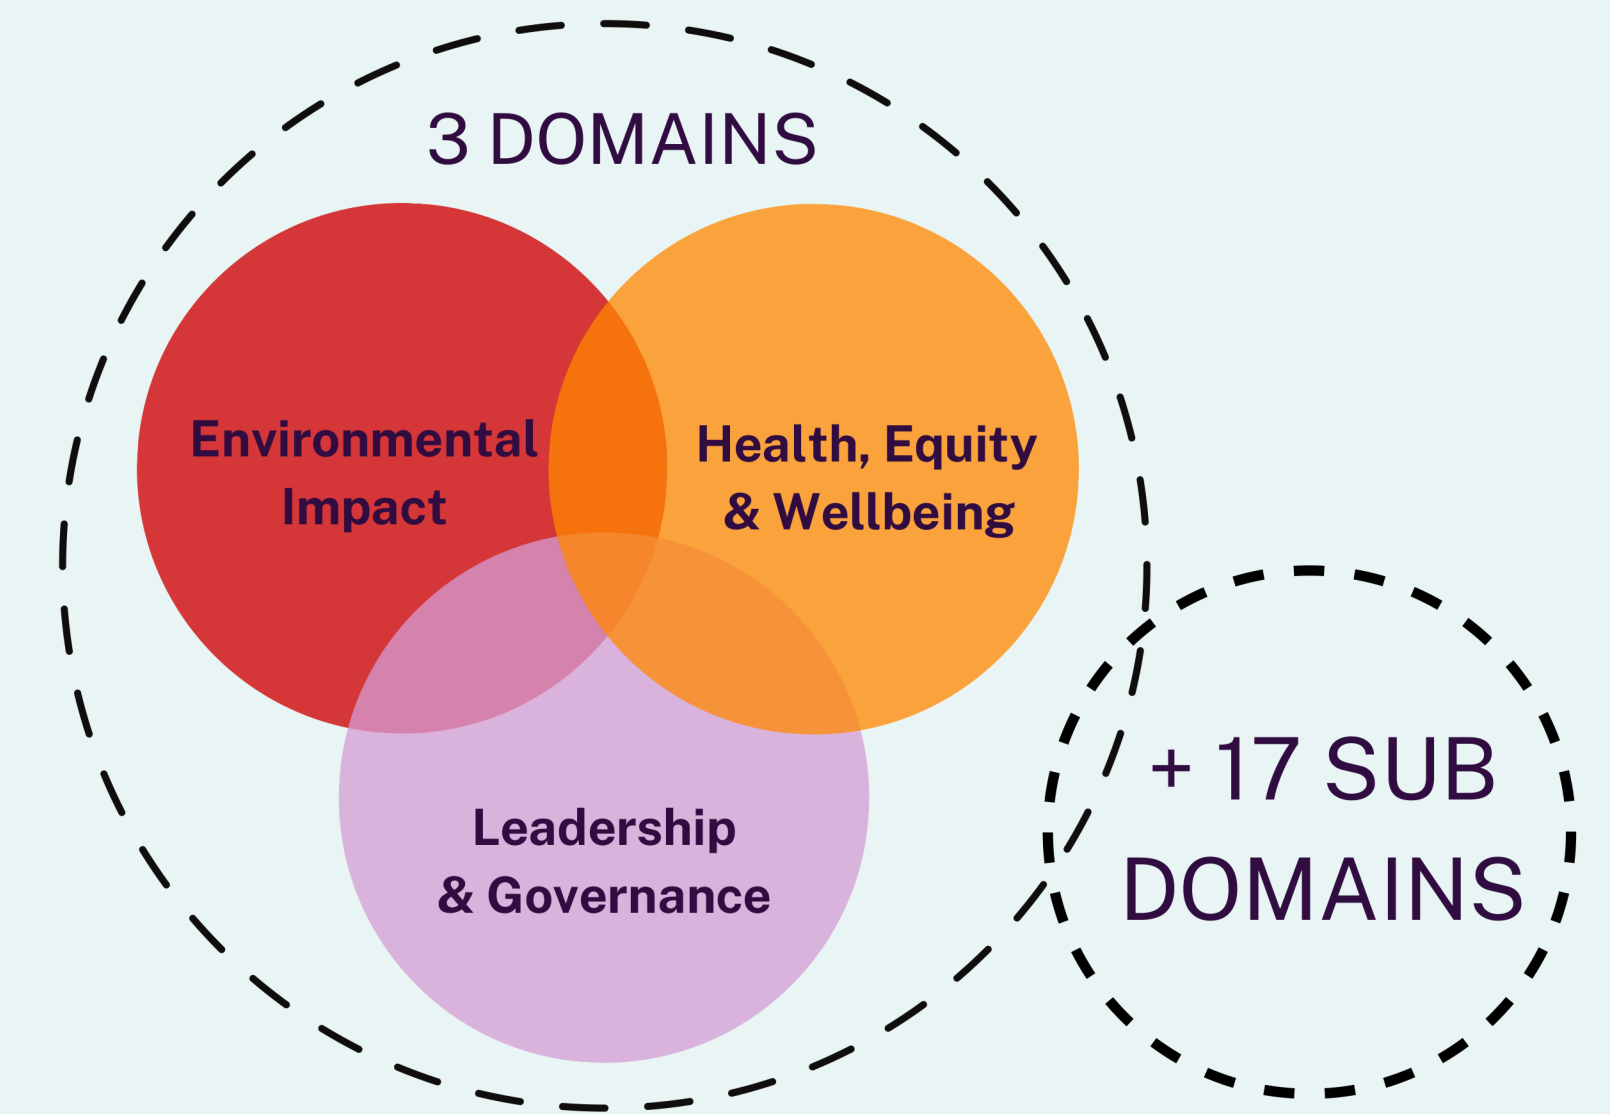 3 DOMAINS
Environmental
Impact
Health, Equity
& Wellbeing
Leadership
& Governance
+ 17 SUB
DOMAINS